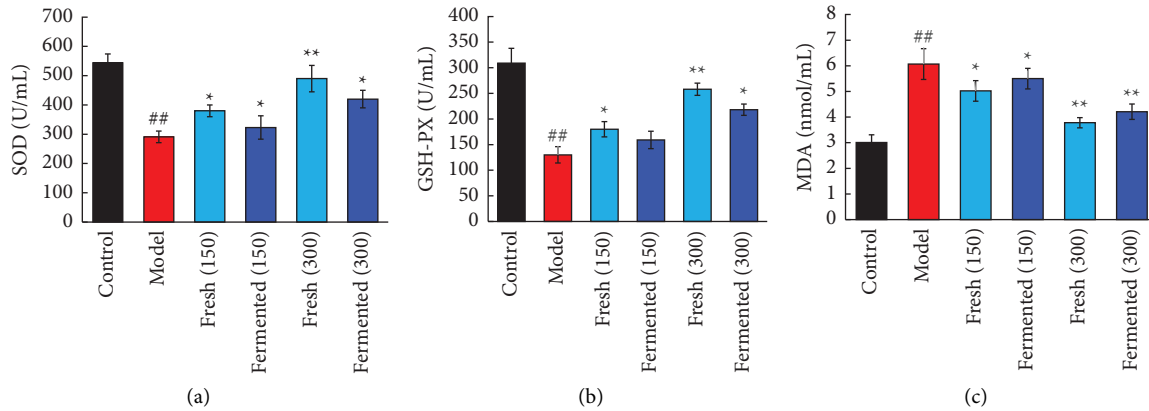 SOD (U/mL)
700
600
500
400
300
200
100
0
##
*
*
**
*
Control
Model
Fresh (150)
Fermented (150)
Fresh (300)
Fermented (300)
(a)
GSH-PX (U/mL)
400
350
300
250
200
150
100
50
0
##
*
**
*
Control
Model
Fresh (150)
Fermented (150)
Fresh (300)
Fermented (300)
(b)
MDA (nmol/mL)
8
7
6
5
4
3
2
1
0
##
*
*
**
**
Control
Model
Fresh (150)
Fermented (150)
Fresh (300)
Fermented (300)
(c)